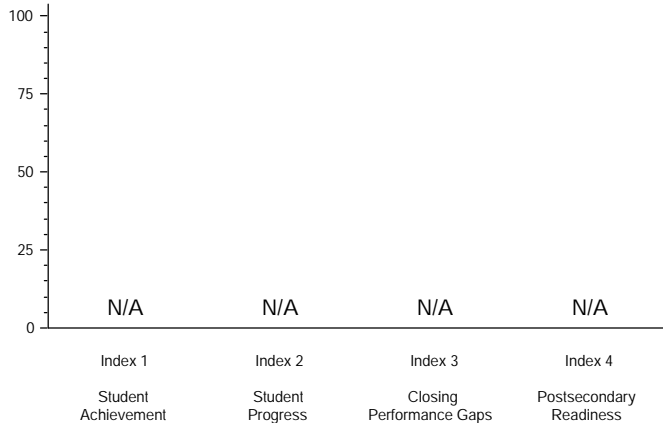 100
75
50
25
0
N/A N/A N/A N/A
Index 1 Index 2 Index 3 Index 4
Student Student Closing Postsecondary
Achievement Progress Performance Gaps Readiness